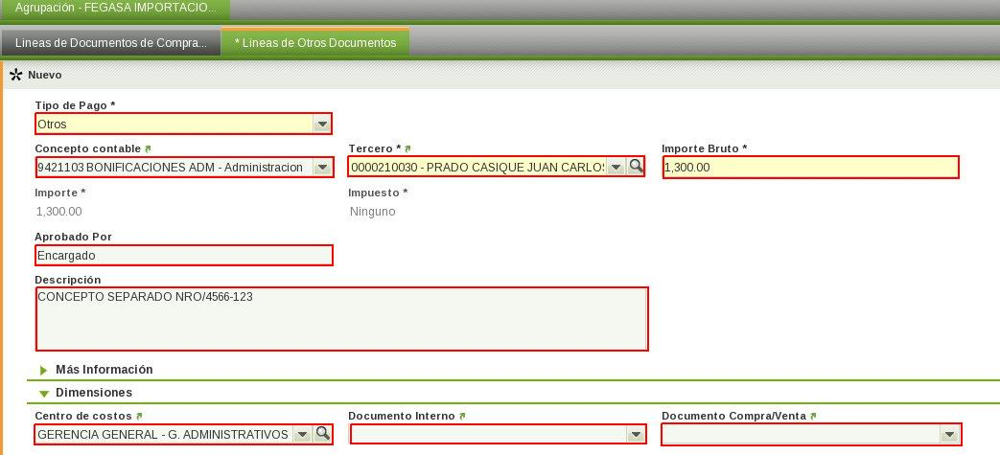 Agrupación - FEGASA IMPORTACIO...
Lineas de Documentos de Compra... * Lineas de Otros Documentos
Nuevo
Tipo de Pago *
Otros
Concepto contable Tercero * Importe Bruto *
9421103 BONIFICACIONES ADM - Administracion 0000210030 - PRADO CASIQUE JUAN CARLOS 1,300.00
Importe * Impuesto *
1,300.00 Ninguno
Aprobado Por
Encargado
Descripción
CONCEPTO SEPARADO NRO/4566-123
Más Información
Dimensiones
Centro de costos Documento Interno Documento Compra/Venta
GERENCIA GENERAL - G. ADMINISTRATIVOS